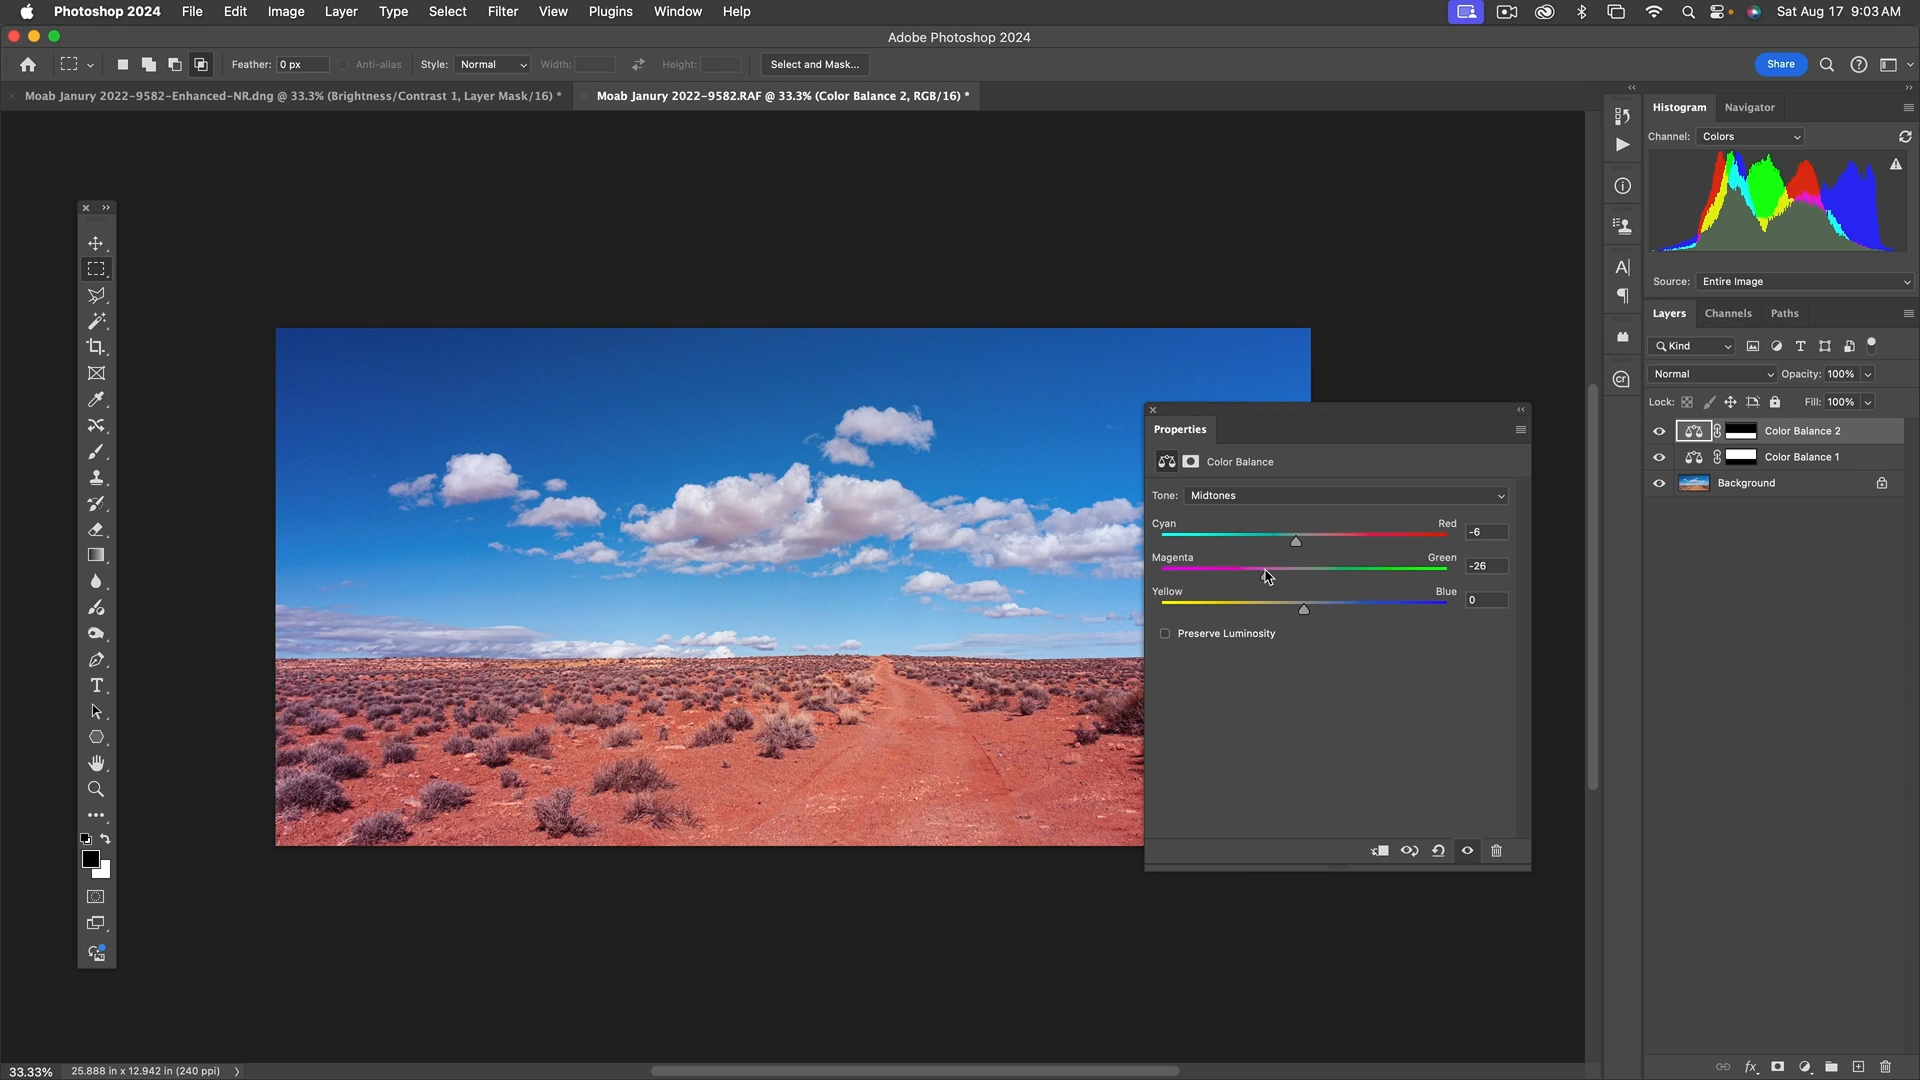 Photoshop 2024 File Edit Image Layer Type Select Filter View Plugins Window Help Sat Aug 17 9:03 AM
Adobe Photoshop 2024
Feather: 0 px Anti-alias Style: Normal Width: Height: Select and Mask... Share
Moab Janury 2022-9582-Enhanced-NR.dng @ 33.3% (Brightness/Contrast 1, Layer Mask/16) *
Moab Janury 2022-9582.RAF @ 33.3% (Color Balance 2, RGB/16) *
Histogram Navigator
Channel: Colors
Source: Entire Image
Layers Channels Paths
Kind
Normal Opacity: 100%
Lock: Fill: 100%
Color Balance 2
Color Balance 1
Background
Properties
Color Balance
Tone: Midtones
Cyan Red -6
Magenta Green -26
Yellow Blue 0
Preserve Luminosity
33.33% 25.888 in x 12.942 in (240 ppi)